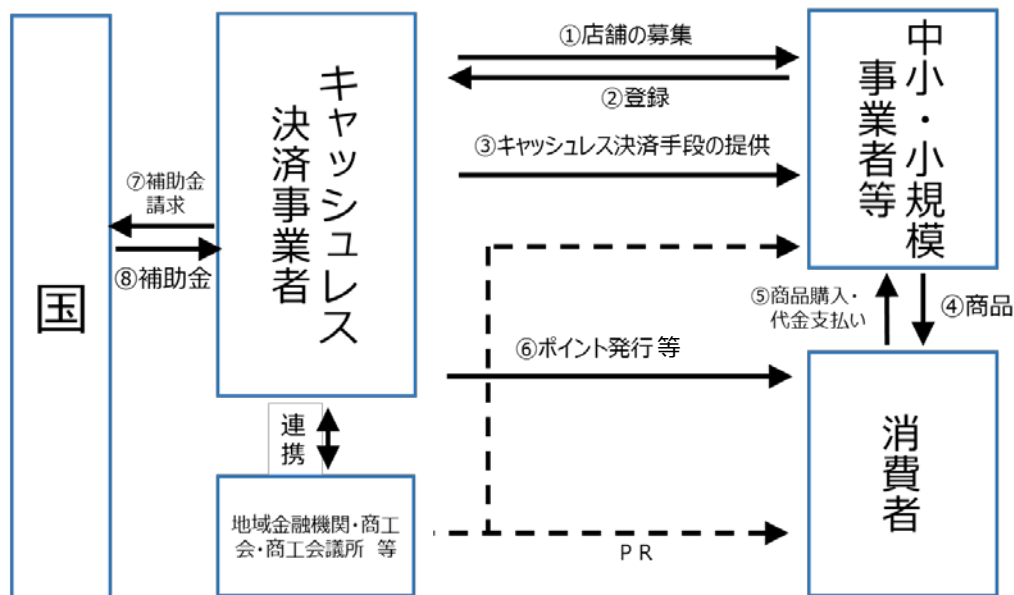 国
⑦補助金
請求
⑧補助金
キャッシュレス
決済事業者
連
携
地域金融機関・商工
会・商工会議所 等
①店舗の募集
②登録
③キャッシュレス決済手段の提供
⑥ポイント発行等
PR
中小・小規模
事業者等
⑤商品購入・
代金支払い
④商品
消費者